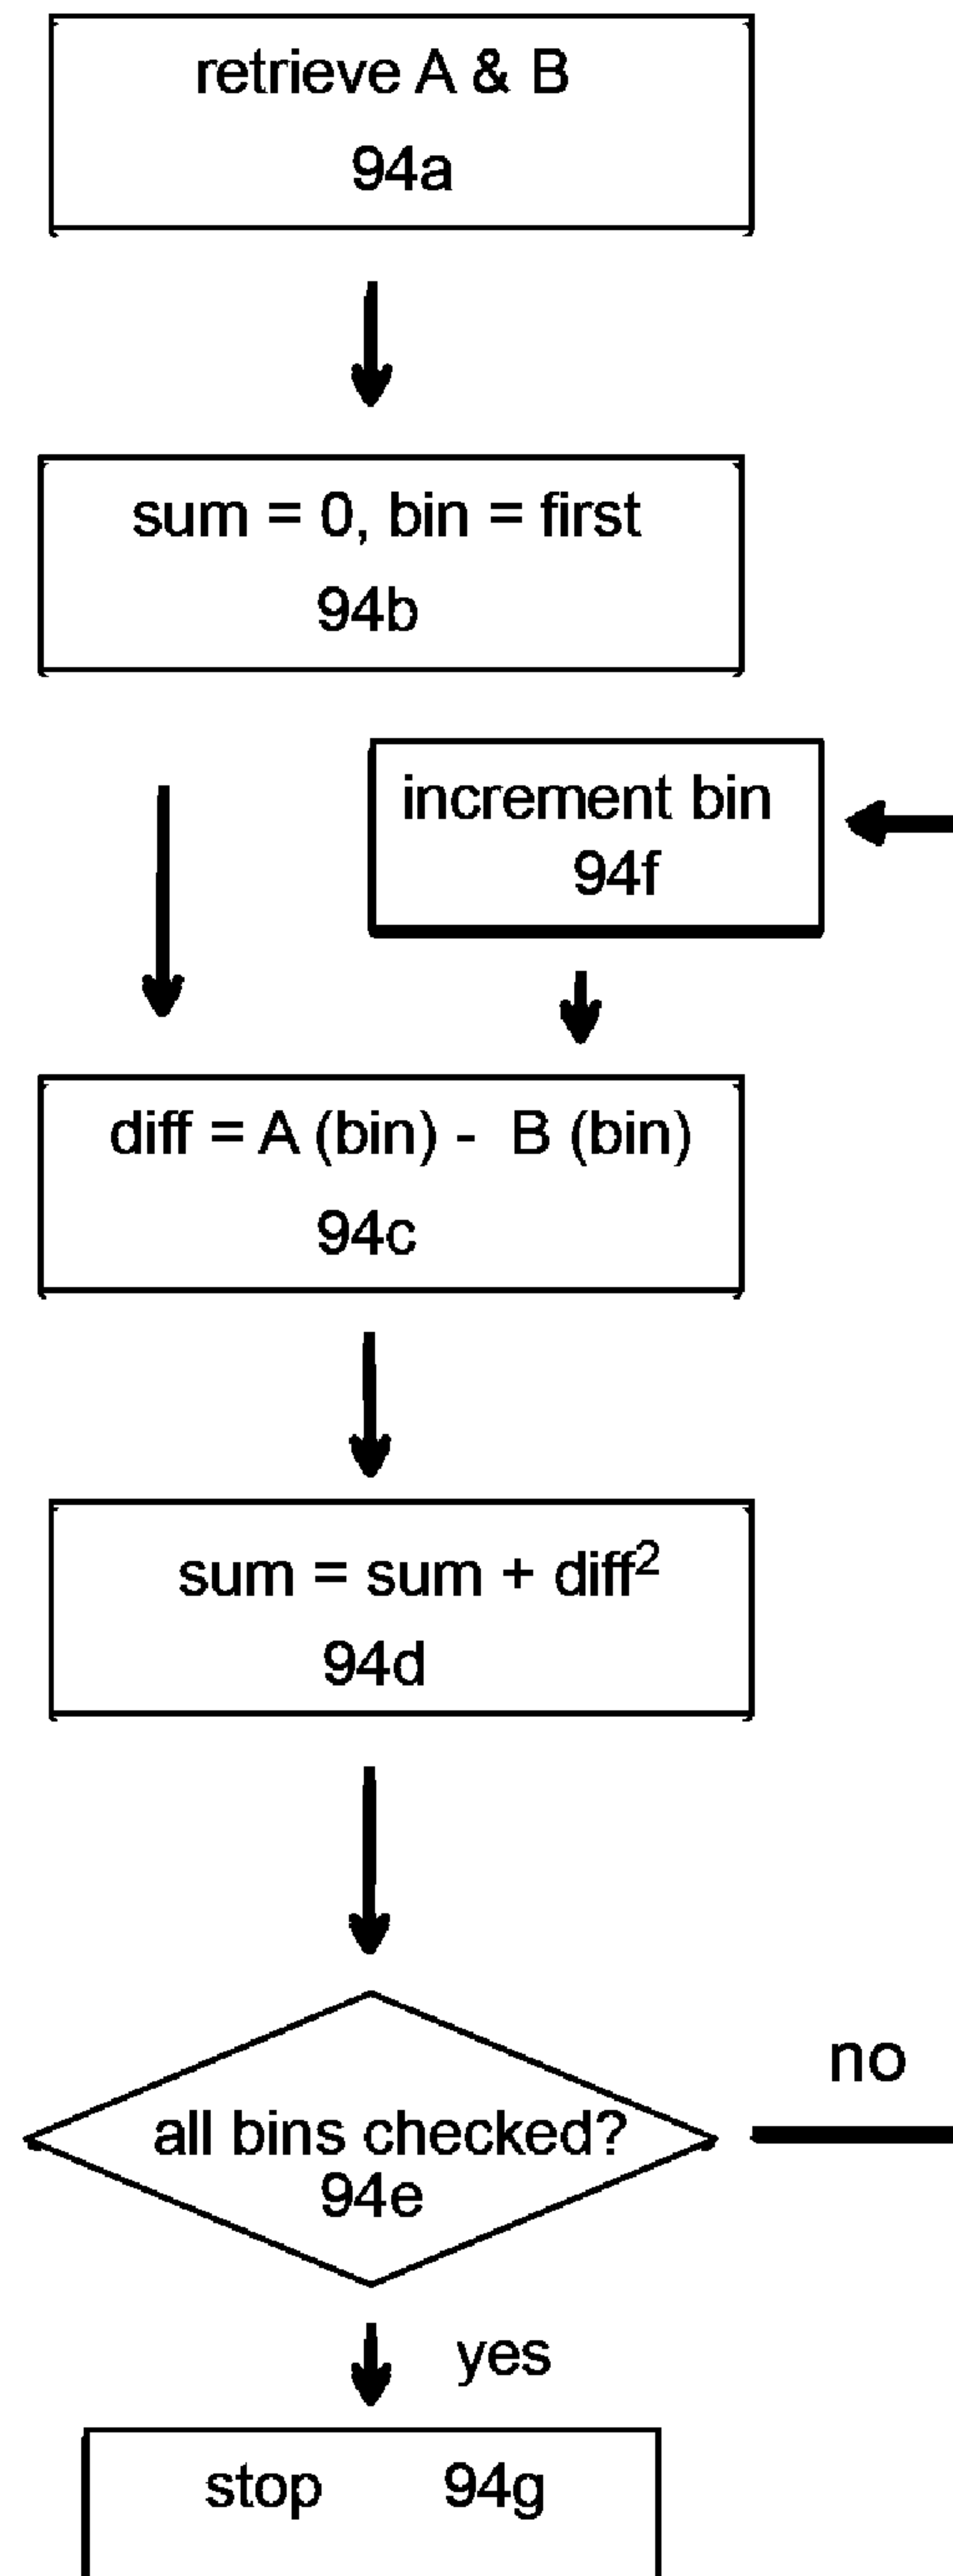 retrieve A & B
94a
sum = 0, bin = first
94b
increment bin
94f
diff = A (bin) - B (bin)
94c
sum = sum + diff²
94d
all bins checked?
94e
no
yes
stop 94g